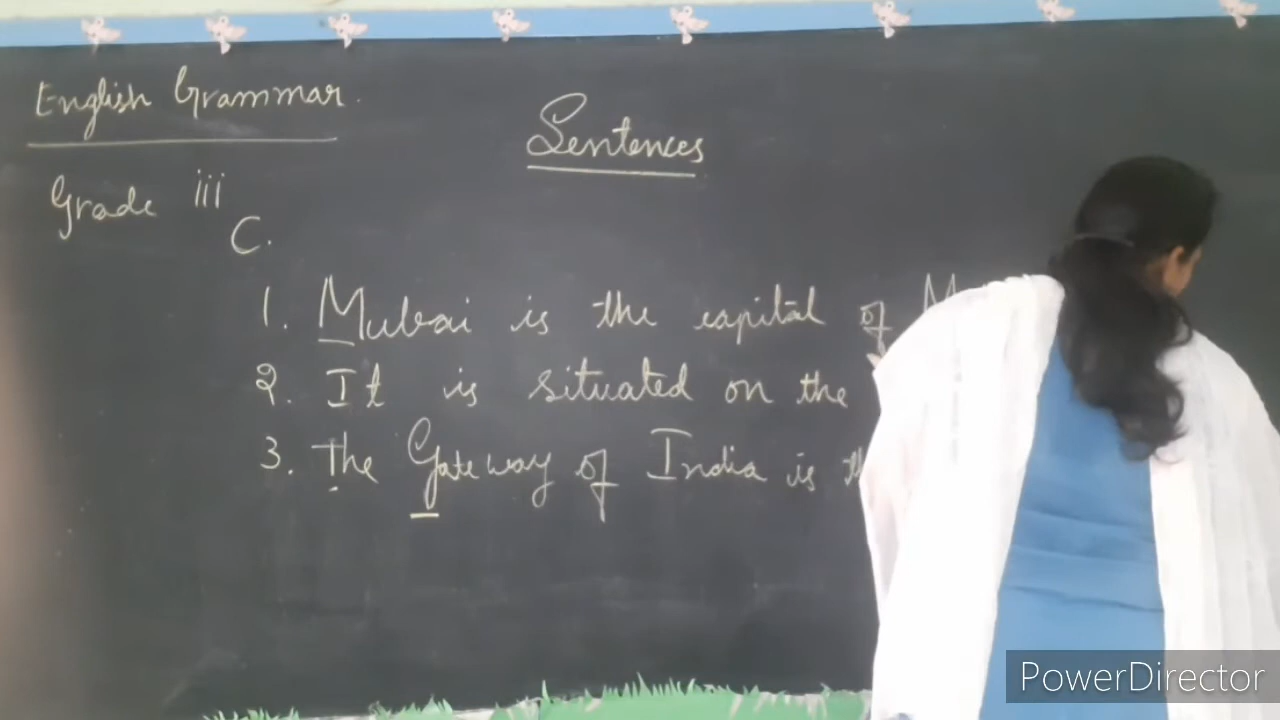 English Grammar.
Sentences
Grade iii
C.
1. Mubai is the capital of
2. It is situated on the
3. The Gateway of India is
PowerDirector